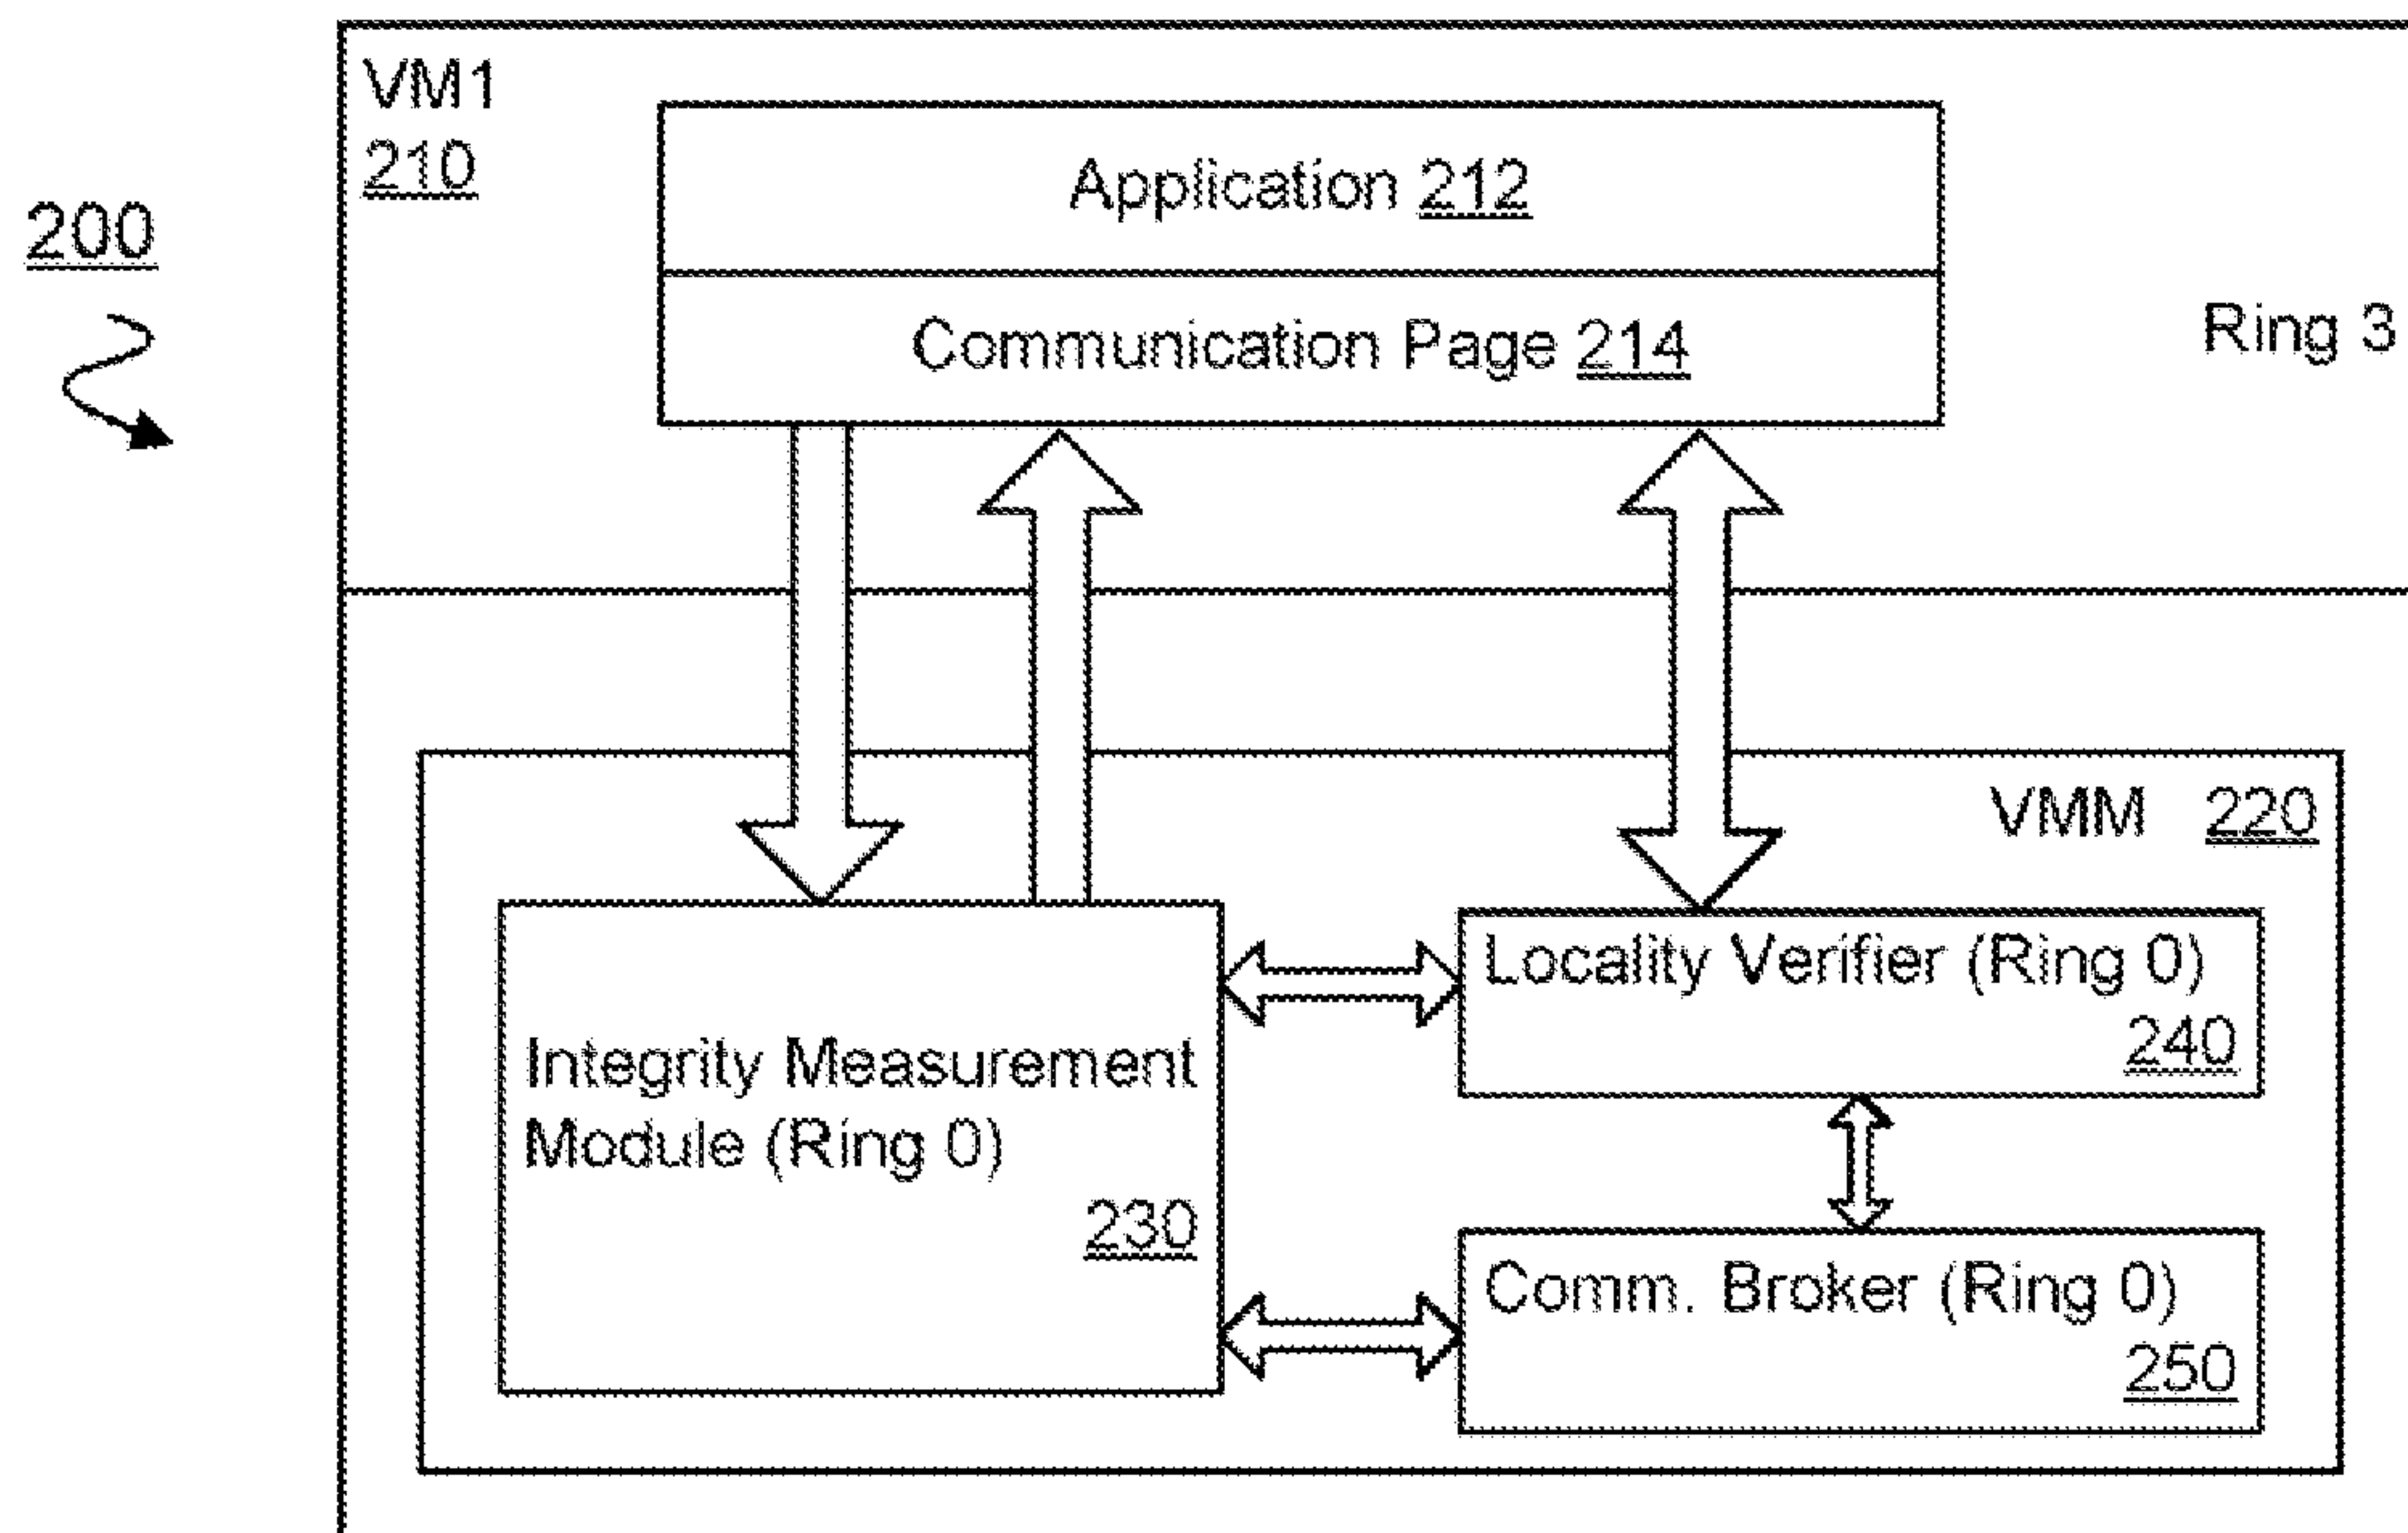 VM1
210
200
Application 212
Communication Page 214
Ring 3
VMM 220
Locality Verifier (Ring 0)
240
Integrity Measurement
Module (Ring 0)
230
Comm. Broker (Ring 0)
250